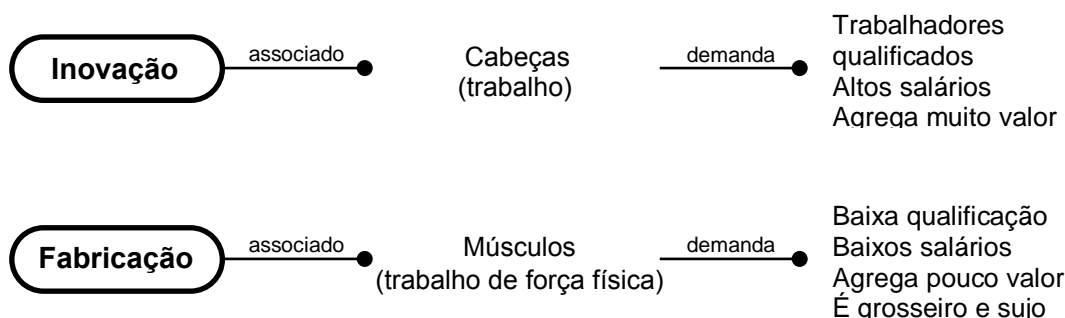 Inovação
associado
Cabeças
(trabalho)
demanda
Trabalhadores
qualificados
Altos salários
Agrega muito valor
Fabricação
associado
Músculos
(trabalho de força física)
demanda
Baixa qualificação
Baixos salários
Agrega pouco valor
É grosseiro e sujo